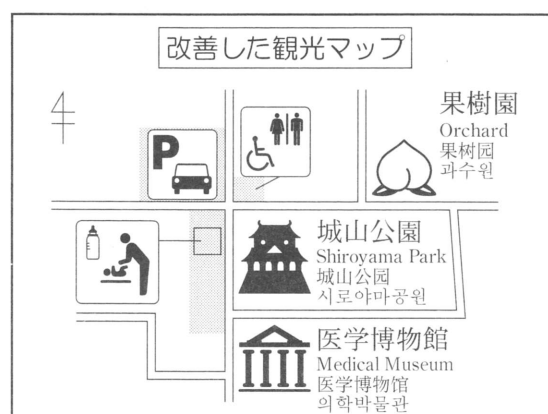 改善した観光マップ
4
P
果樹園
Orchard
果树园
과수원
城山公園
Shiroyama Park
城山公园
시로야마공원
医学博物館
Medical Museum
医学博物馆
의학박물관